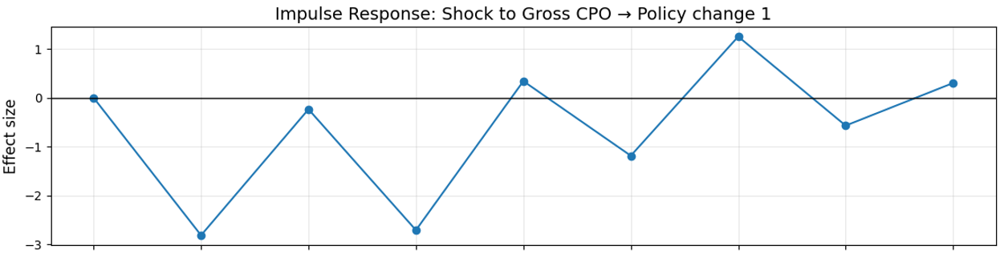 Impulse Response: Shock to Gross CPO → Policy change 1
Effect size
1
0
−1
−2
−3